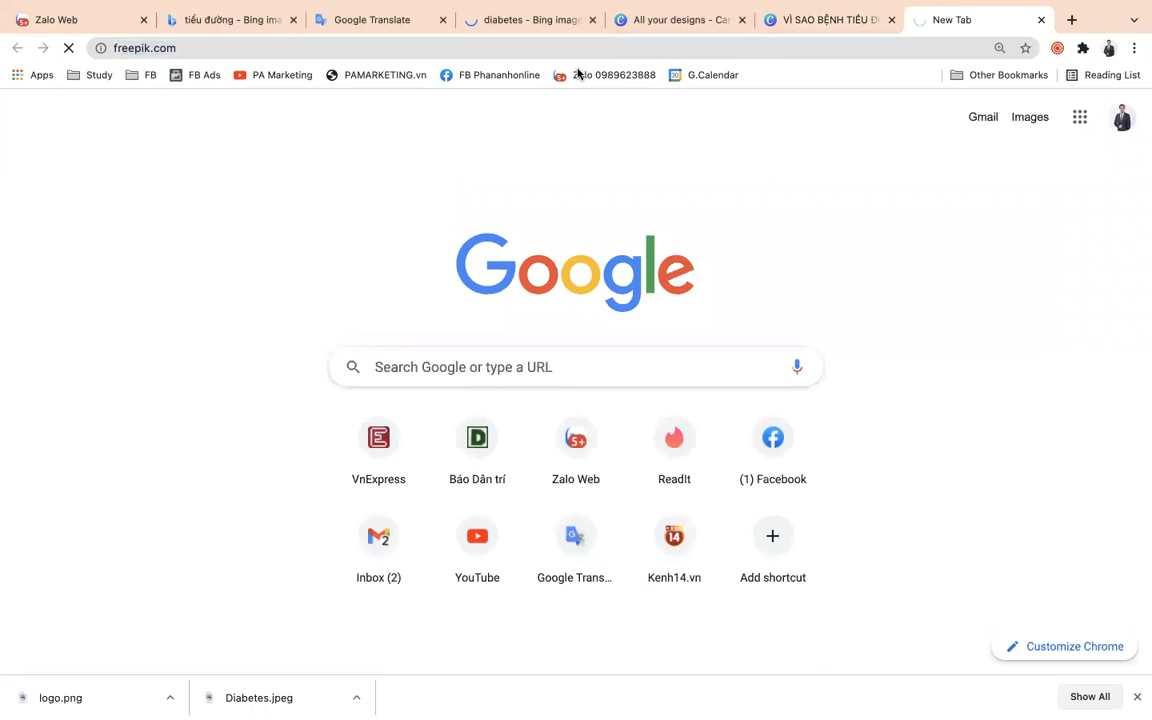 Zalo Web
tiểu đường - Bing ima
Google Translate
diabetes - Bing image
All your designs - Ca
VÌ SAO BỆNH TIỂU Đ
New Tab
freepik.com
Apps
Study
FB
FB Ads
PA Marketing
PAMARKETING.vn
FB Phananhonline
Zalo 0989623888
G.Calendar
Other Bookmarks
Reading List
Gmail
Images
Google
Search Google or type a URL
VnExpress
Báo Dân trí
Zalo Web
ReadIt
(1) Facebook
Inbox (2)
YouTube
Google Trans...
Kenh14.vn
Add shortcut
Customize Chrome
logo.png
Diabetes.jpeg
Show All